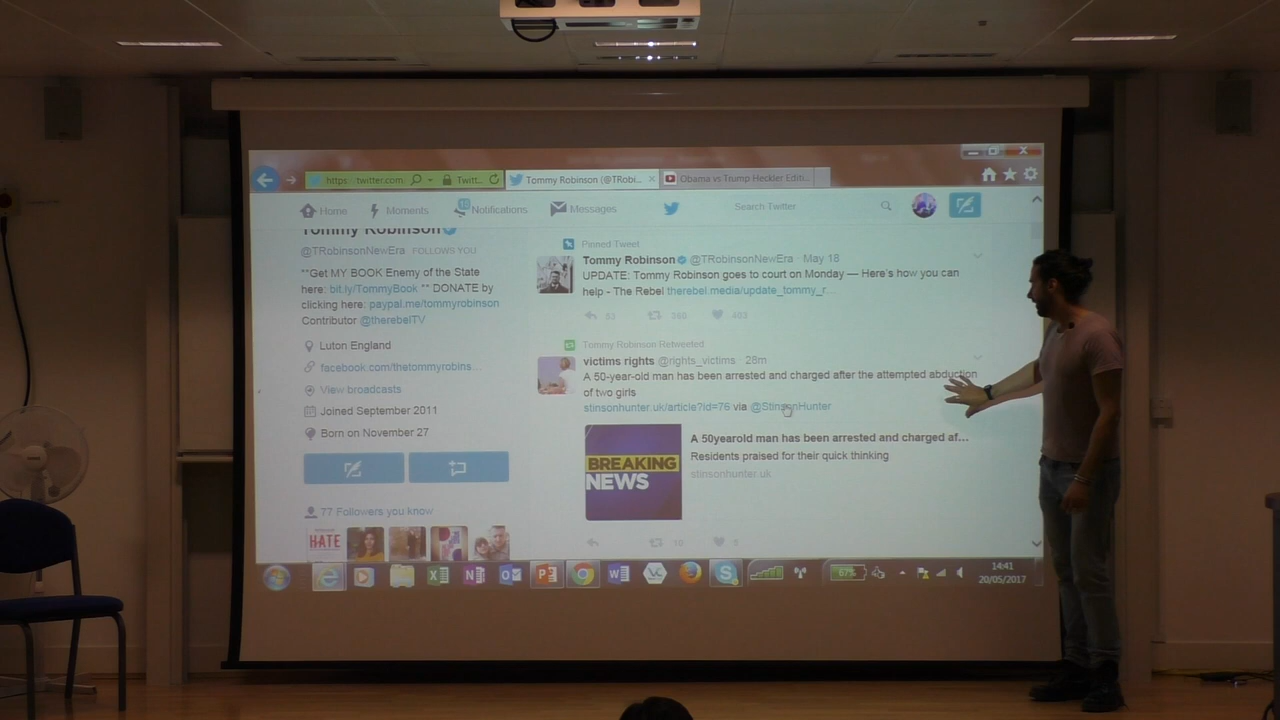 https://twitter.com
Twitt...
Tommy Robinson (@TRobi...
Obama vs Trump Heckler Editi...
Home
Moments
10
Notifications
Messages
Search Twitter
Tommy Robinson
@TRobinsonNewEra FOLLOWS YOU
**Get MY BOOK Enemy of the State
here: bit.ly/TommyBook ** DONATE by
clicking here: paypal.me/tommyrobinson
Contributor @therebelTV
Luton England
facebook.com/thetommyrobins...
View broadcasts
Joined September 2011
Born on November 27
77 Followers you know
HATE
Pinned Tweet
Tommy Robinson @TRobinsonNewEra · May 18
UPDATE: Tommy Robinson goes to court on Monday — Here's how you can
help - The Rebel therebel.media/update_tommy_r...
53 360 403
Tommy Robinson Retweeted
victims rights @rights_victims · 28m
A 50-year-old man has been arrested and charged after the attempted abduction
of two girls
stinsonhunter.uk/article?id=76 via @StinsonHunter
BREAKING
NEWS
A 50yearold man has been arrested and charged af...
Residents praised for their quick thinking
stinsonhunter.uk
10 5
67%
14:41
20/05/2017